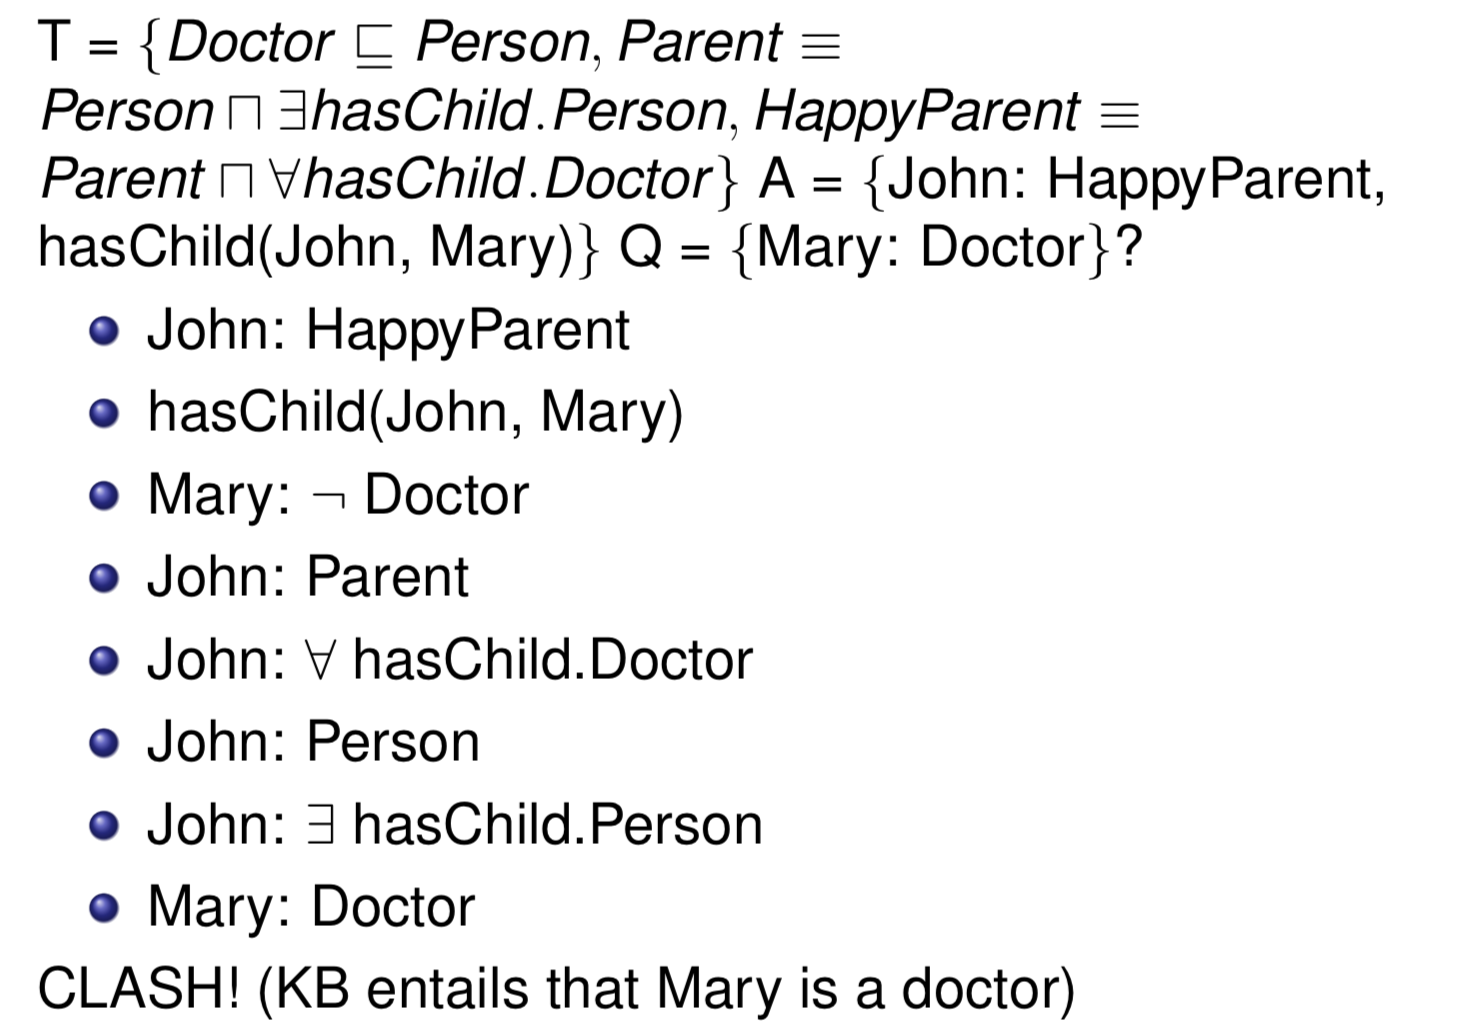 T = {Doctor ⊑ Person, Parent ≡
Person ⊓ ∃hasChild.Person, HappyParent ≡
Parent ⊓ ∀hasChild.Doctor} A = {John: HappyParent,
hasChild(John, Mary)} Q = {Mary: Doctor}?
● John: HappyParent
● hasChild(John, Mary)
● Mary: ¬ Doctor
● John: Parent
● John: ∀ hasChild.Doctor
● John: Person
● John: ∃ hasChild.Person
● Mary: Doctor
CLASH! (KB entails that Mary is a doctor)